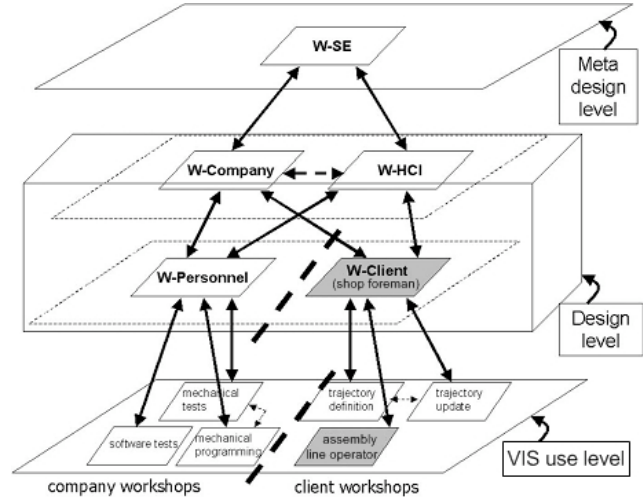 W-SE
Meta
design
level
W-Company
W-HCI
W-Personnel
W-Client
(shop foreman)
Design
level
mechanical
tests
trajectory
definition
trajectory
update
software tests
mechanical
programming
assembly
line operator
VIS use level
company workshops
client workshops